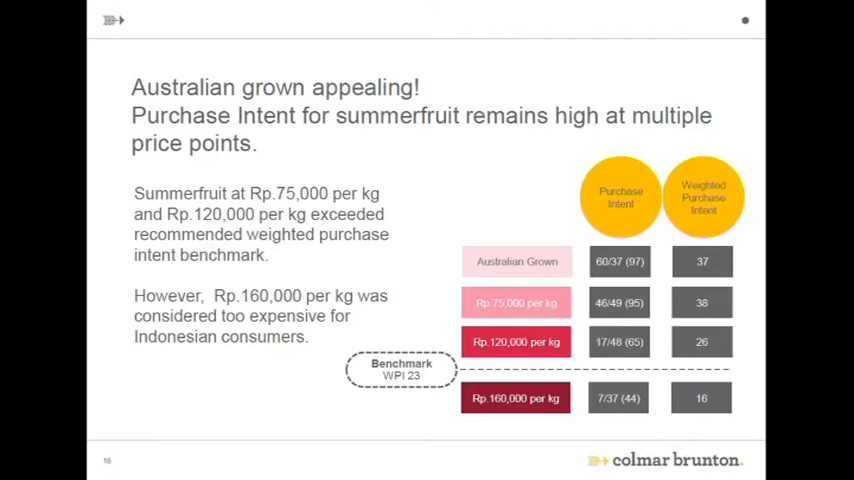 Australian grown appealing!
Purchase Intent for summerfruit remains high at multiple
price points.
Summerfruit at Rp.75,000 per kg
and Rp.120,000 per kg exceeded
recommended weighted purchase
intent benchmark.
However, Rp.160,000 per kg was
considered too expensive for
Indonesian consumers.
Purchase
Intent
Weighted
Purchase
Intent
Australian Grown 60/37 (97) 37
Rp.75,000 per kg 46/49 (95) 38
Rp.120,000 per kg 17/48 (65) 26
Benchmark
WPI 23
Rp.160,000 per kg 7/37 (44) 16
16
colmar brunton.